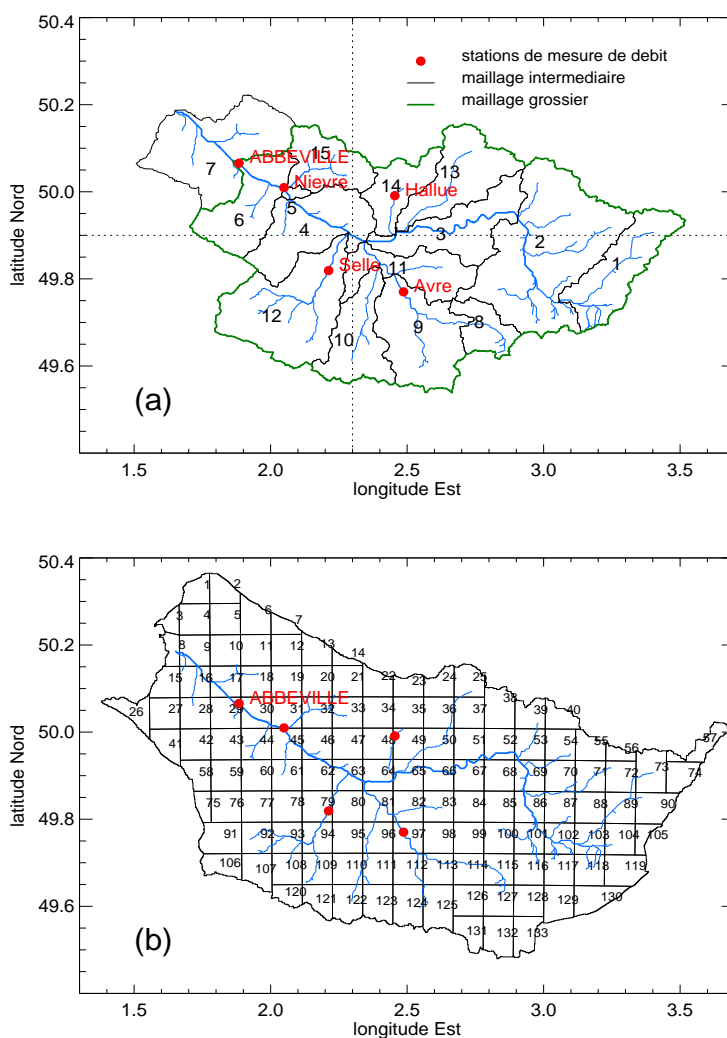 50.4
stations de mesure de debit
maillage intermediaire
maillage grossier
50.2
15
ABBEVILLE
7
13
14
Nievre
Hallue
50.0
6
5
4
3
2
latitude Nord
1
Selle
11
49.8
Avre
12
9
8
10
49.6
(a)
1.5 2.0 2.5 3.0 3.5
longitude Est
50.4
1 2
3 4 5 6 7
50.2
8 9 10 11 12 13 14
15 16 17 18 19 20 21 22 23 24 25
ABBEVILLE
26 27 28 29 30 31 32 33 34 35 36 37 38 39 40
50.0
41 42 43 44 45 46 47 48 49 50 51 52 53 54 55 56 57
latitude Nord
58 59 60 61 62 63 64 65 66 67 68 69 70 71 72 73 74
49.8
75 76 77 78 79 80 81 82 83 84 85 86 87 88 89 90
91 92 93 94 95 96 97 98 99 100 101 102 103 104 105
106 107 108 109 110 111 112 113 114 115 116 117 118 119
49.6
120 121 122 123 124 125 126 127 128 129 130
131 132 133
(b)
1.5 2.0 2.5 3.0 3.5
longitude Est